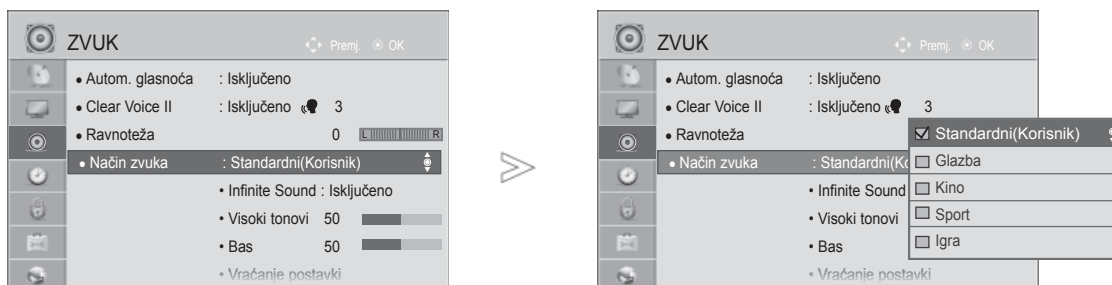 ZVUK
Premj. OK
• Autom. glasnoća : Isključeno
• Clear Voice II : Isključeno 3
• Ravnoteža 0 L R
• Način zvuka : Standardni(Korisnik)
• Infinite Sound : Isključeno
• Visoki tonovi 50
• Bas 50
• Vraćanje postavki
ZVUK
Premj. OK
• Autom. glasnoća : Isključeno
• Clear Voice II : Isključeno 3
• Ravnoteža
• Način zvuka : Standardni(Ko
• Infinite Sound
• Visoki tonovi
• Bas
• Vraćanje postavki
Standardni(Korisnik)
Glazba
Kino
Sport
Igra